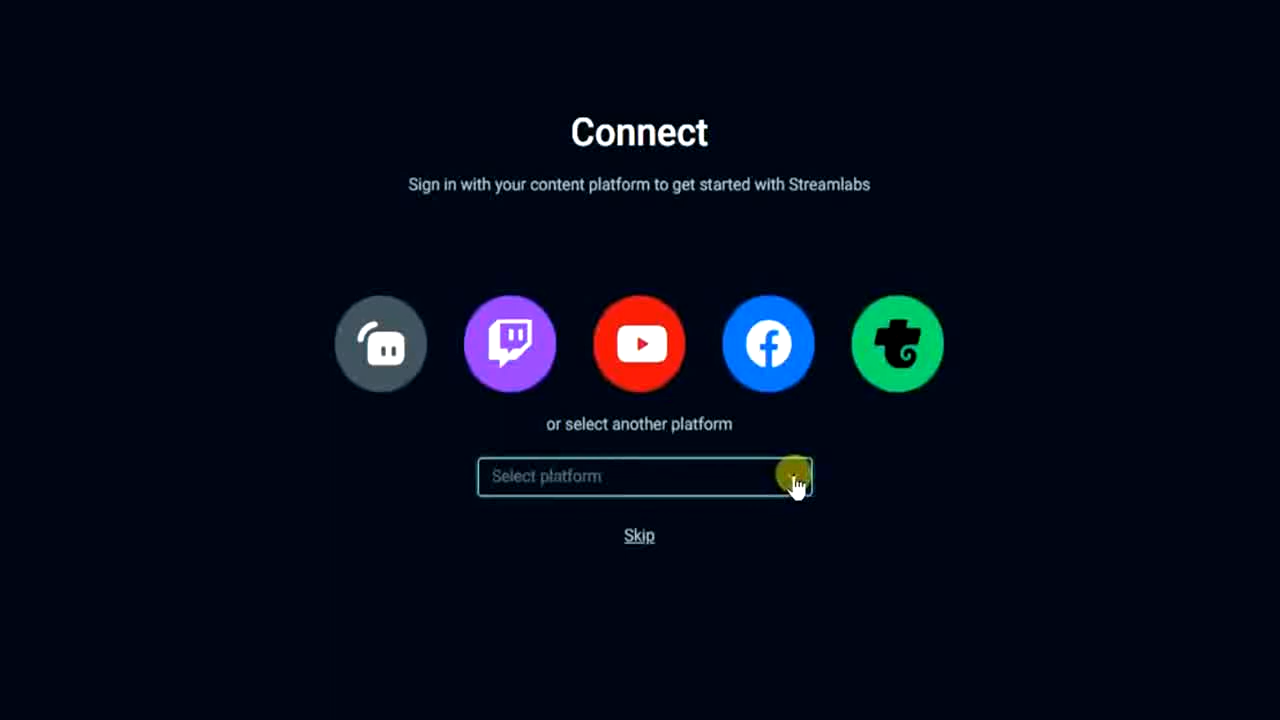 Connect
Sign in with your content platform to get started with Streamlabs
or select another platform
Select platform
Skip